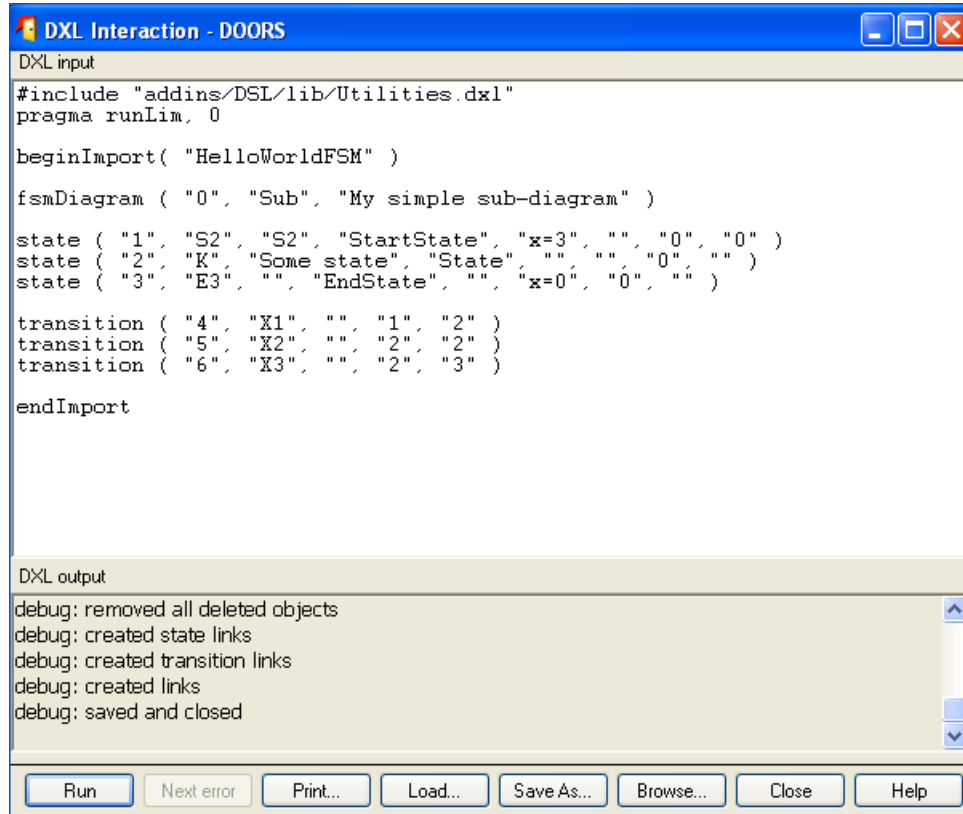 DXL Interaction - DOORS
DXL input
#include "addins/DSL/lib/Utilities.dxl"
pragma runLim, 0
beginImport( "HelloWorldFSM" )
fsmDiagram ( "0", "Sub", "My simple sub-diagram" )
state ( "1", "S2", "S2", "StartState", "x=3", "", "0", "0" )
state ( "2", "K", "Some state", "State", "", "", "0", "" )
state ( "3", "E3", "", "EndState", "", "x=0", "0", "" )
transition ( "4", "X1", "", "1", "2" )
transition ( "5", "X2", "", "2", "2" )
transition ( "6", "X3", "", "2", "3" )
endImport
DXL output
debug: removed all deleted objects
debug: created state links
debug: created transition links
debug: created links
debug: saved and closed
Run Next error Print... Load... Save As... Browse... Close Help